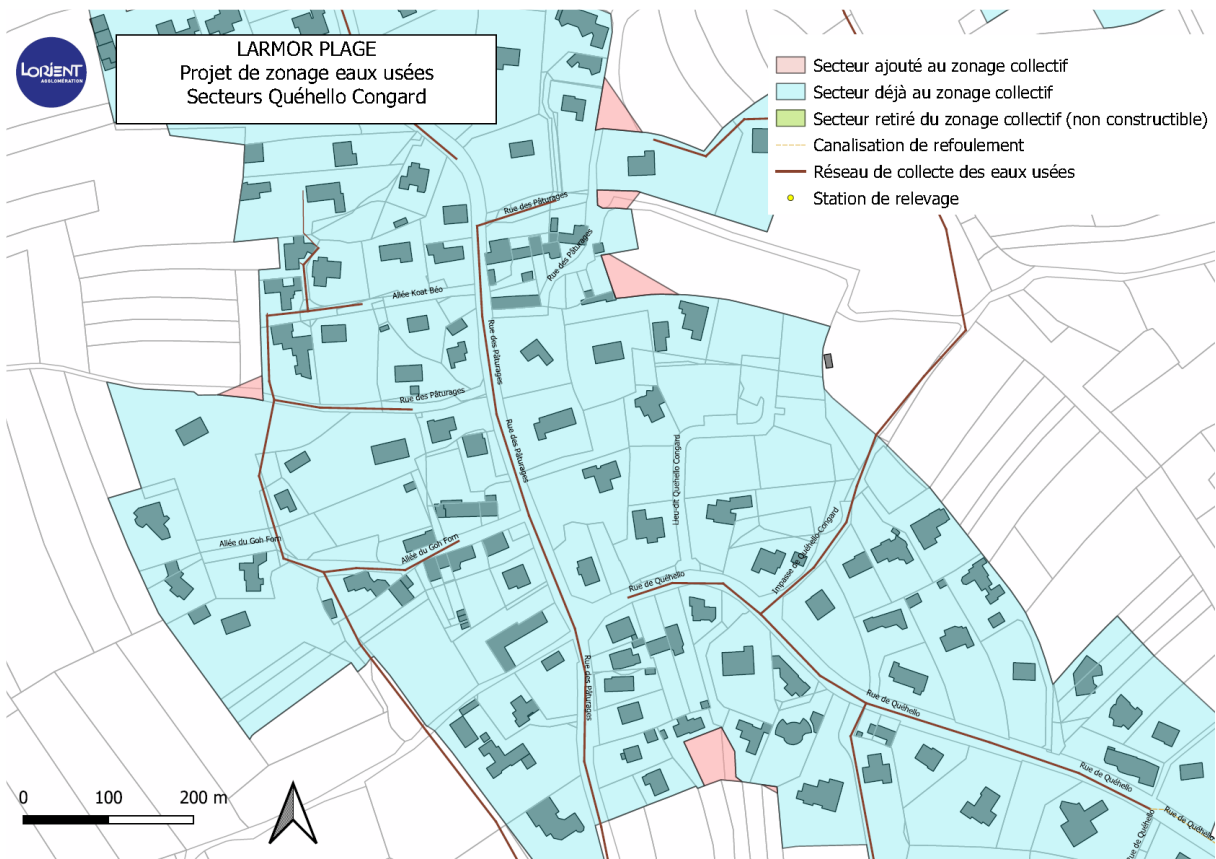 LORIENT
AGGLOMÉRATION
LARMOR PLAGE
Projet de zonage eaux usées
Secteurs Quéhello Congard
Secteur ajouté au zonage collectif
Secteur déjà au zonage collectif
Secteur retiré du zonage collectif (non constructible)
Canalisation de refoulement
Réseau de collecte des eaux usées
Station de relevage
Rue des Pâturages
Rue des Pâturages
Allée Koat Béo
Rue des Pâturages
Rue des Pâturages
Rue des Pâturages
Lieu-dit Quehello Congard
Allée du Goh Forn
Allée du Goh Forn
Impasse de Quéhello-Congard
Rue de Quéhello
Rue des Pâturages
Rue de Quéhello
Rue de Quéhello
Rue de Quéhello
Rue de Quéhello
0 100 200 m